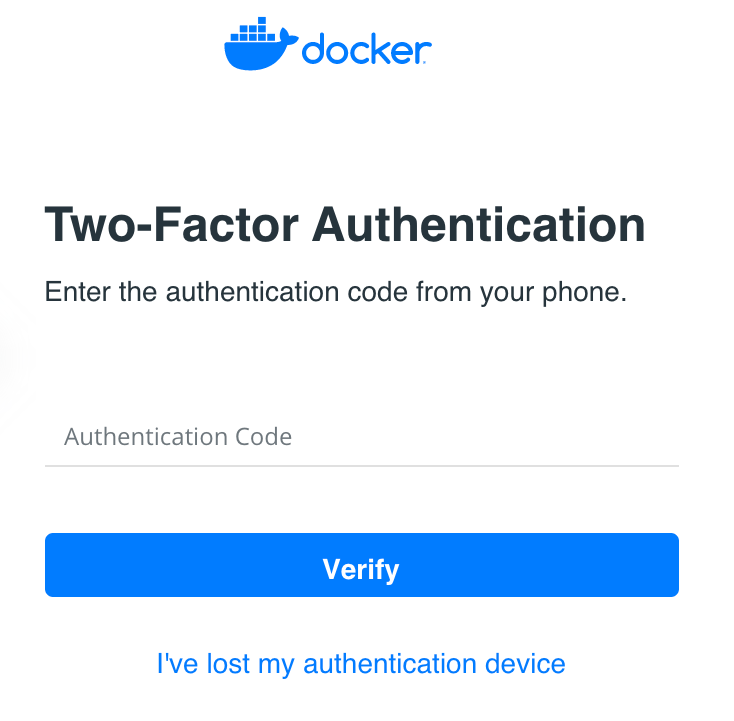 docker
Two-Factor Authentication
Enter the authentication code from your phone.
Authentication Code
Verify
I've lost my authentication device